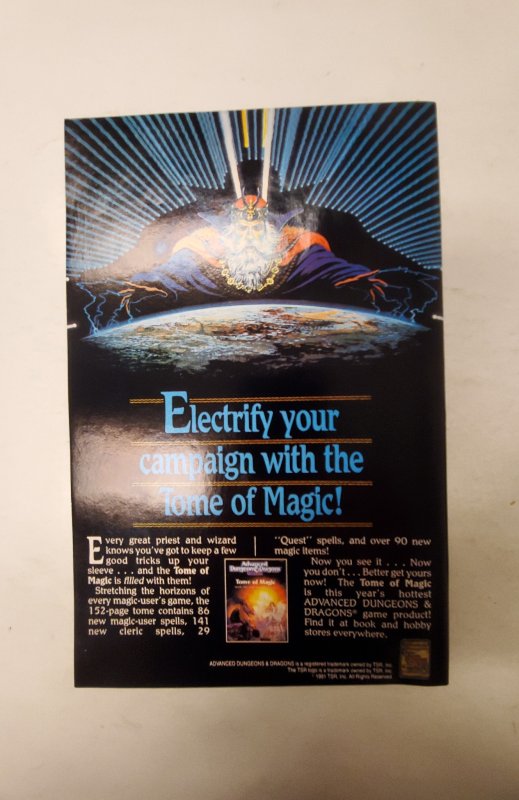 Electrify your
campaign with the
Tome of Magic!
Every great priest and wizard
knows you've got to keep a few
good tricks up your
sleeve . . . and the Tome of
Magic is filled with them!
Stretching the horizons of
every magic-user's game, the
152-page tome contains 86
new magic-user spells, 141
new cleric spells, 29
"Quest" spells, and over 90 new
magic items!
Now you see it . . . Now
you don't . . . Better get yours
now! The Tome of Magic
is this year's hottest
ADVANCED DUNGEONS &
DRAGONS® game product!
Find it at book and hobby
stores everywhere.
Advanced
Dungeons & Dragons
Tome of Magic
ADVANCED DUNGEONS & DRAGONS is a registered trademark owned by TSR, Inc.
The TSR logo is a trademark owned by TSR, Inc.
1991 TSR, Inc. All Rights Reserved